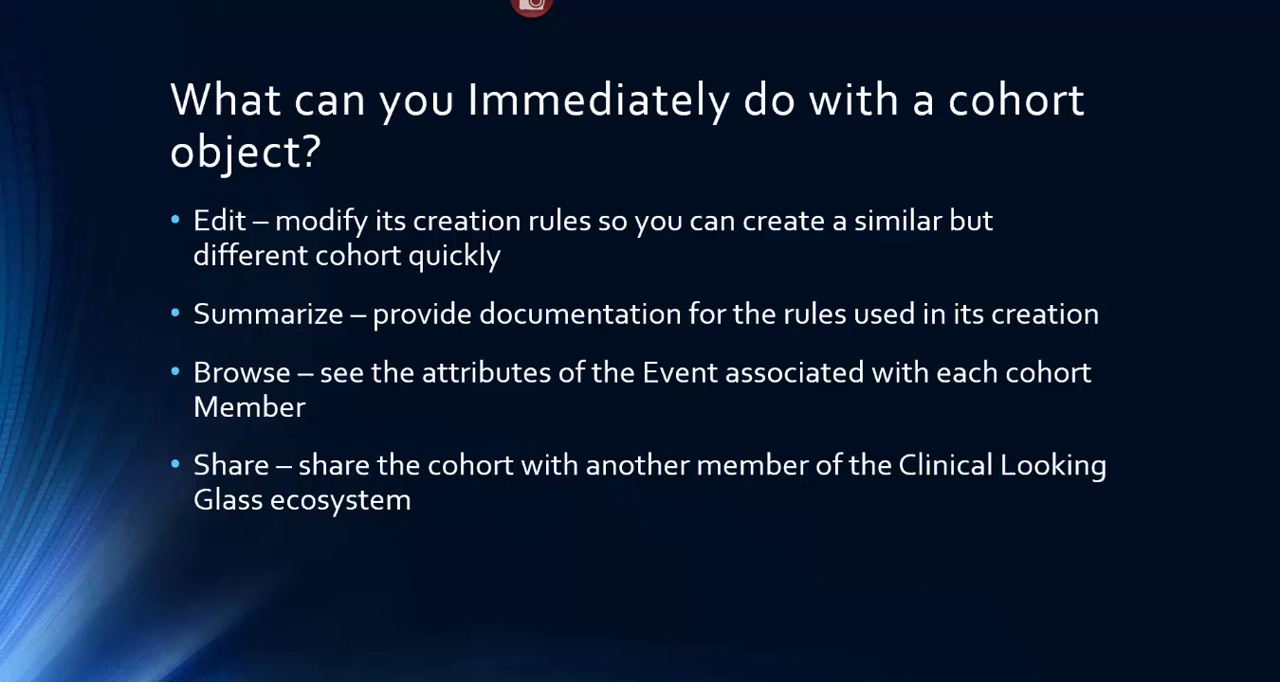 What can you Immediately do with a cohort
object?
• Edit – modify its creation rules so you can create a similar but
different cohort quickly
• Summarize – provide documentation for the rules used in its creation
• Browse – see the attributes of the Event associated with each cohort
Member
• Share – share the cohort with another member of the Clinical Looking
Glass ecosystem